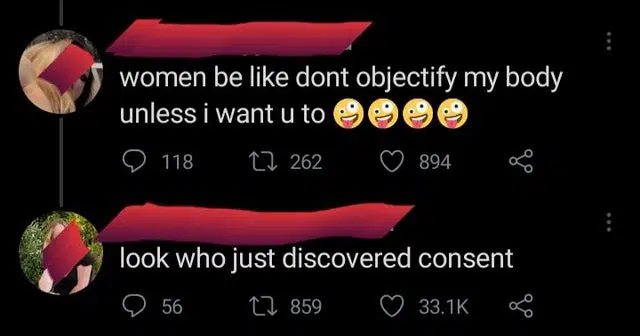 women be like dont objectify my body
unless i want u to 🤪🤪🤪🤪
118 262 894
look who just discovered consent
56 859 33.1K